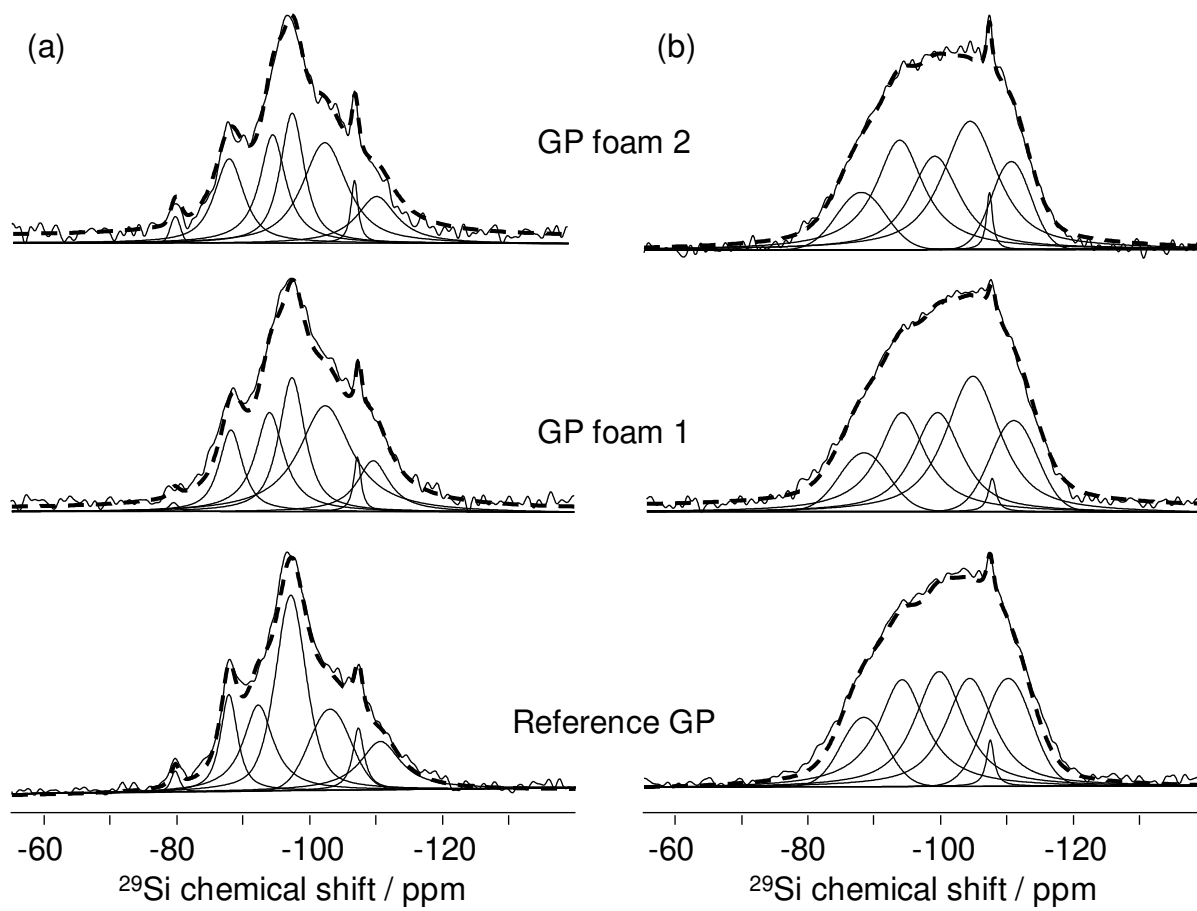 (a) (b)
GP foam 2
GP foam 1
Reference GP
-60 -80 -100 -120 -60 -80 -100 -120
²⁹Si chemical shift / ppm ²⁹Si chemical shift / ppm